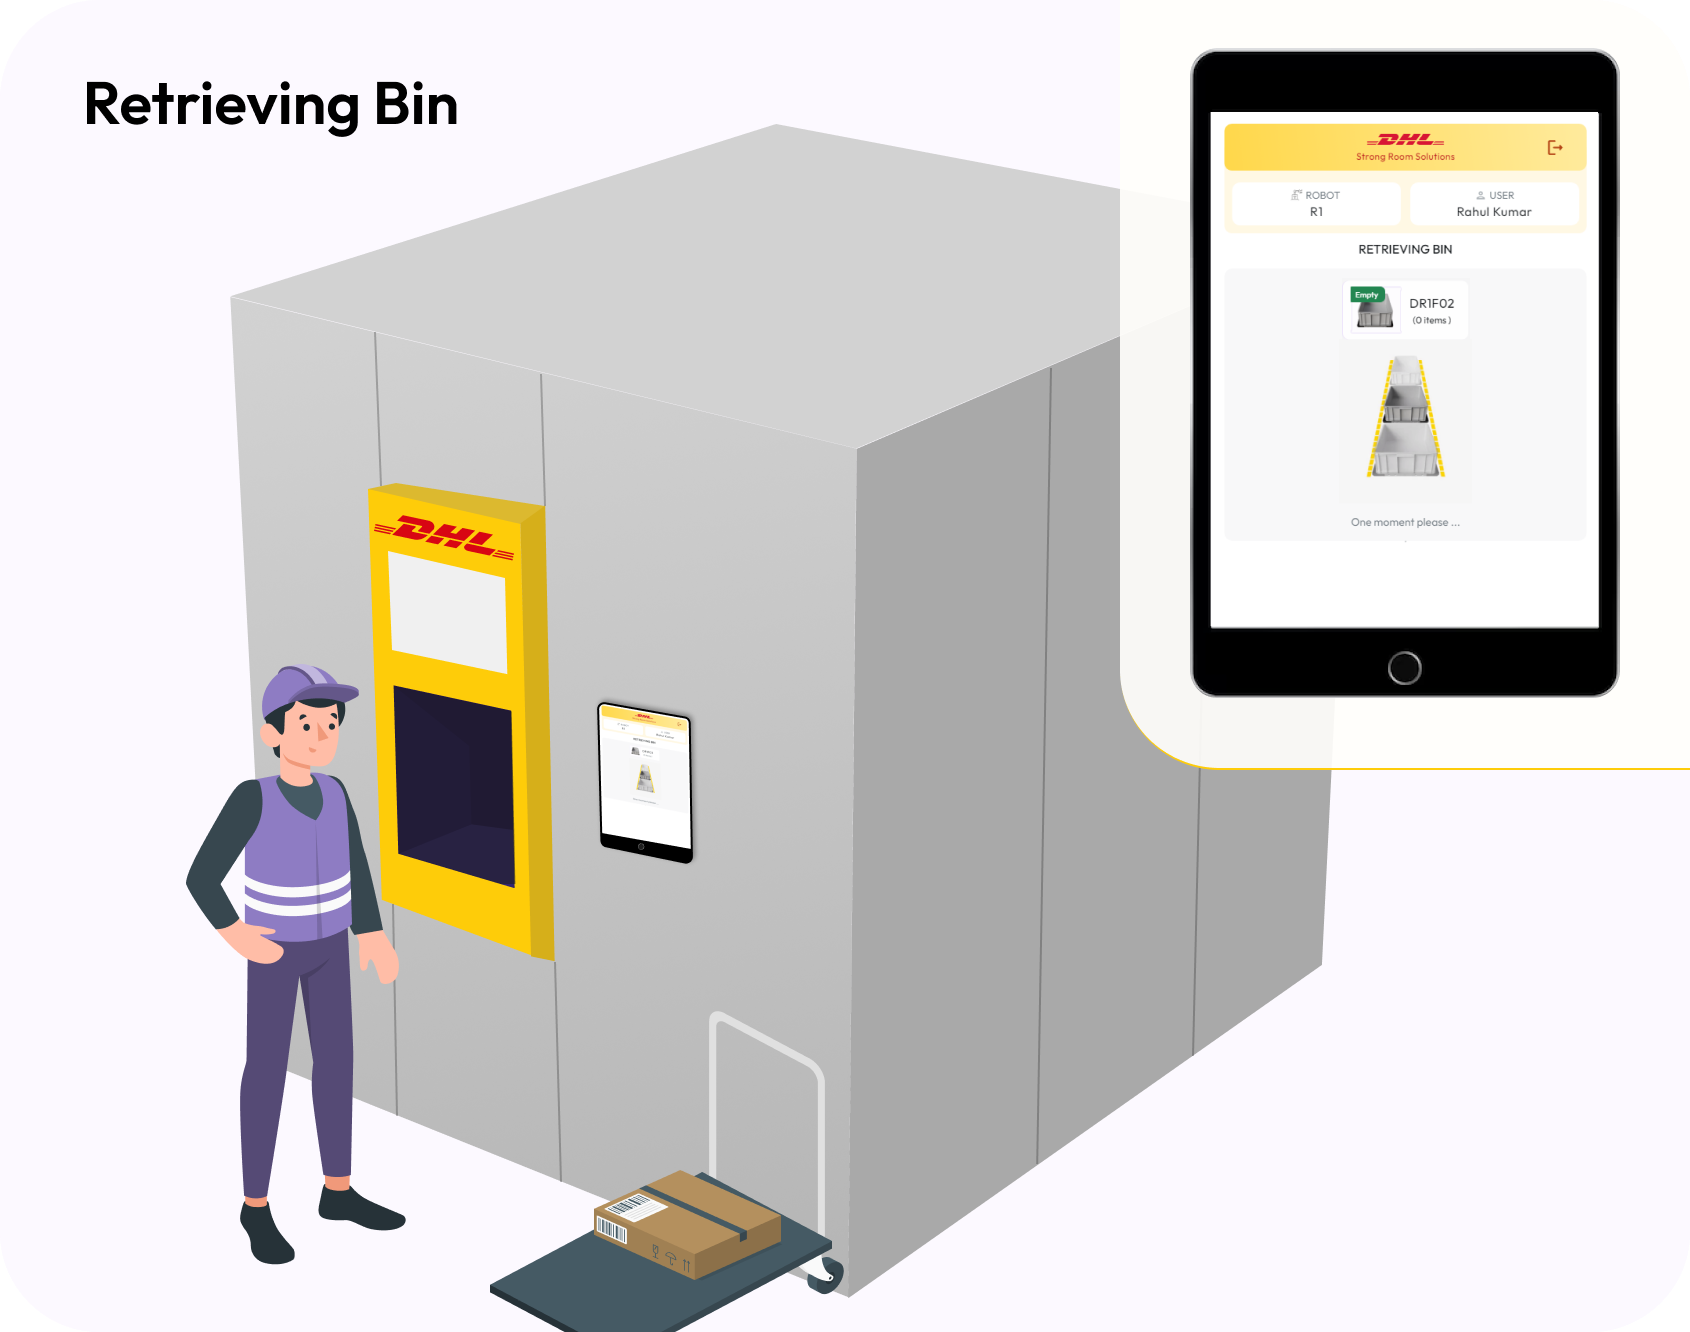 Retrieving Bin
DHL
Strong Room Solutions
ROBOT
R1
USER
Rahul Kumar
RETRIEVING BIN
Empty
DR1F02
(0 items )
One moment please ...
DHL